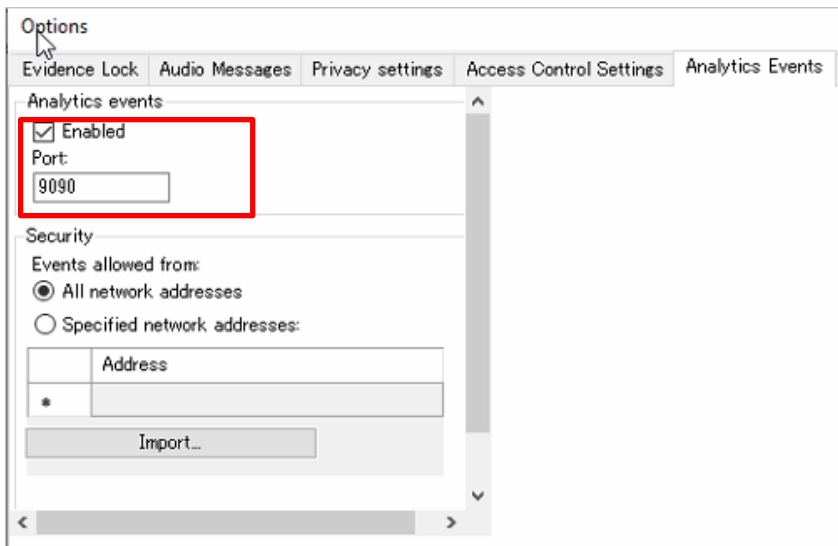 Options
Evidence Lock Audio Messages Privacy settings Access Control Settings Analytics Events
Analytics events
Enabled
Port:
9090
Security
Events allowed from:
All network addresses
Specified network addresses:
Address
*
Import...